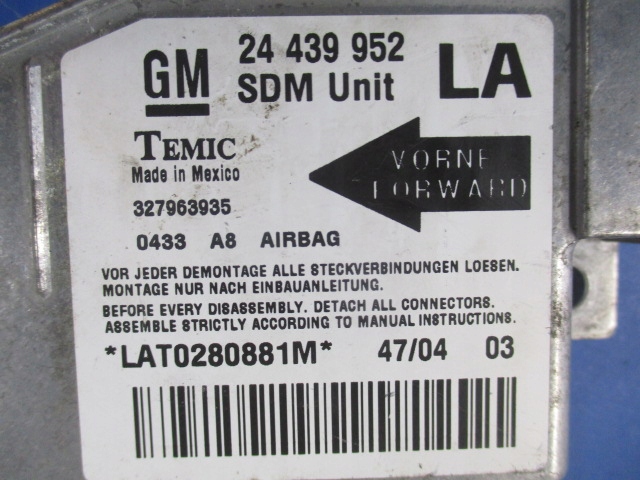 GM 24 439 952 LA
SDM Unit
TEMIC
Made in Mexico
VORNE
FORWARD
327963935
0433 A8 AIRBAG
VOR JEDER DEMONTAGE ALLE STECKVERBINDUNGEN LOESEN.
MONTAGE NUR NACH EINBAUANLEITUNG.
BEFORE EVERY DISASSEMBLY. DETACH ALL CONNECTORS.
ASSEMBLE STRICTLY ACCORDING TO MANUAL INSTRUCTIONS.
*LAT0280881M* 47/04 03